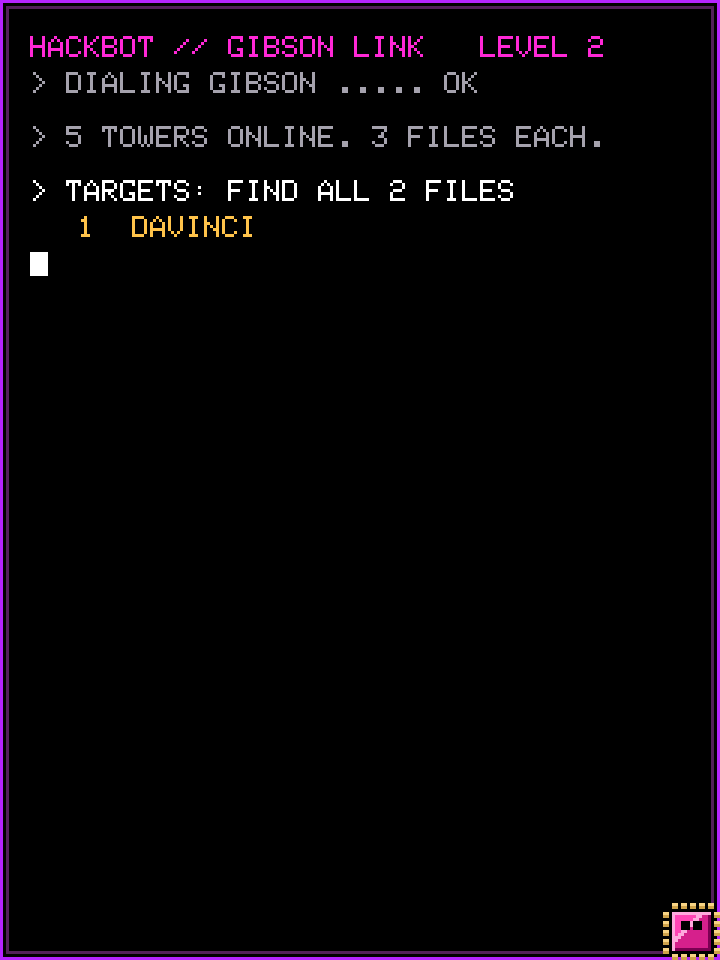 HACKBOT // GIBSON LINK   LEVEL 2
> DIALING GIBSON ..... OK
> 5 TOWERS ONLINE. 3 FILES EACH.
> TARGETS: FIND ALL 2 FILES
1  DAVINCI